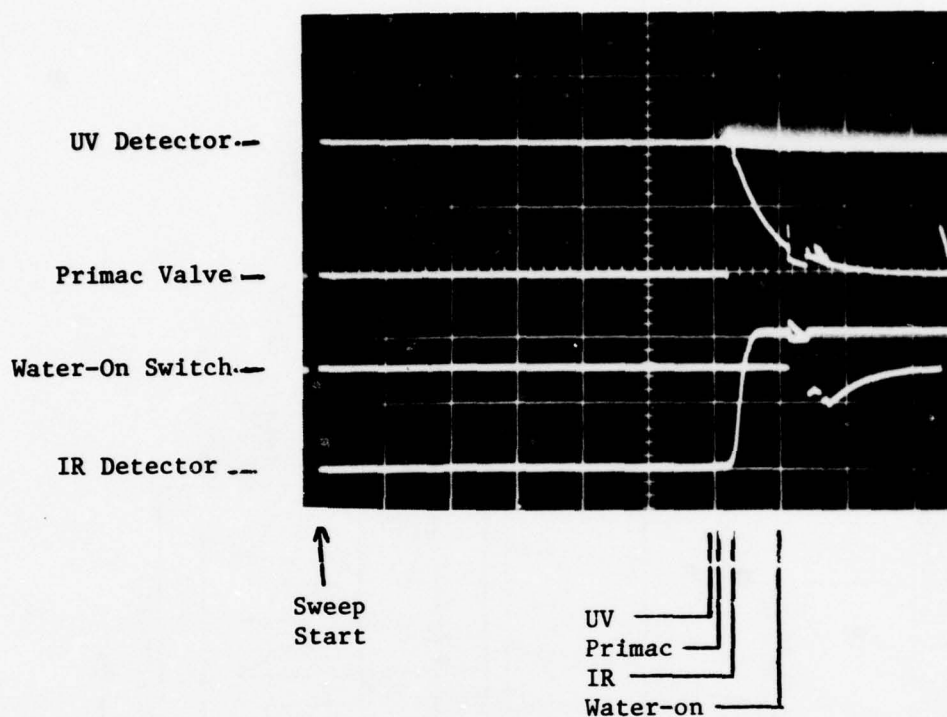 UV Detector
Primac Valve
Water-On Switch
IR Detector
Sweep
Start
UV
Primac
IR
Water-on